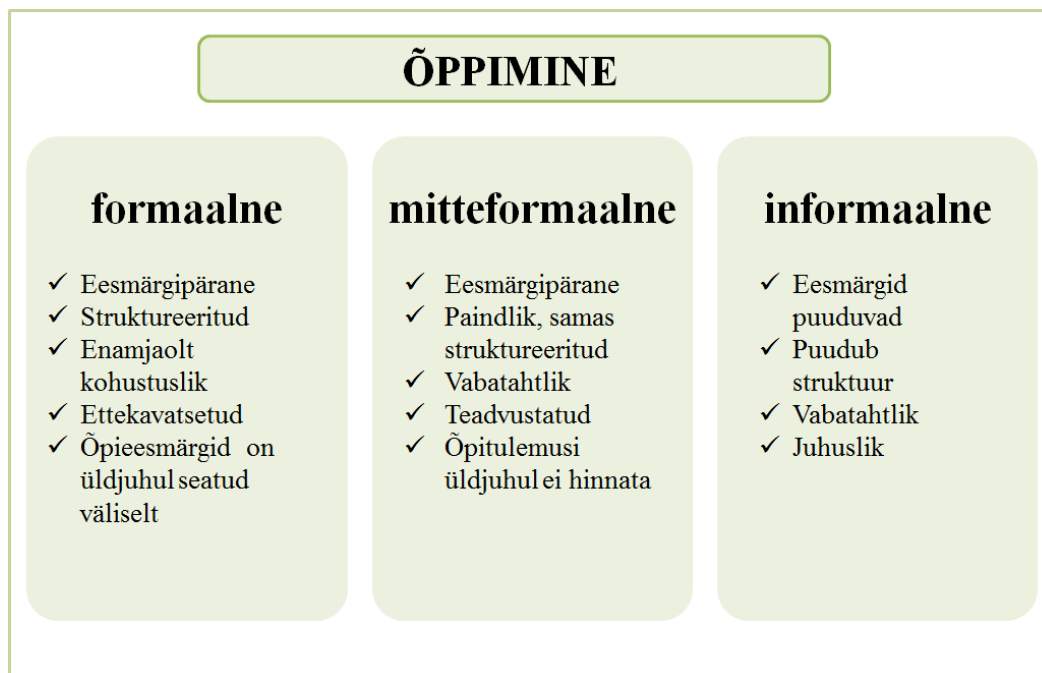 ÕPPIMINE
formaalne
✓ Eesmärgipärane
✓ Struktureeritud
✓ Enamjaolt
kohustuslik
✓ Ettekavatsetud
✓ Õpieesmärgid on
üldjuhul seatud
väliselt
mitteformaalne
✓ Eesmärgipärane
✓ Paindlik, samas
struktureeritud
✓ Vabatahtlik
✓ Teadvustatud
✓ Õpitulemusi
üldjuhul ei hinnata
informaalne
✓ Eesmärgid
puuduvad
✓ Puudub
struktuur
✓ Vabatahtlik
✓ Juhuslik